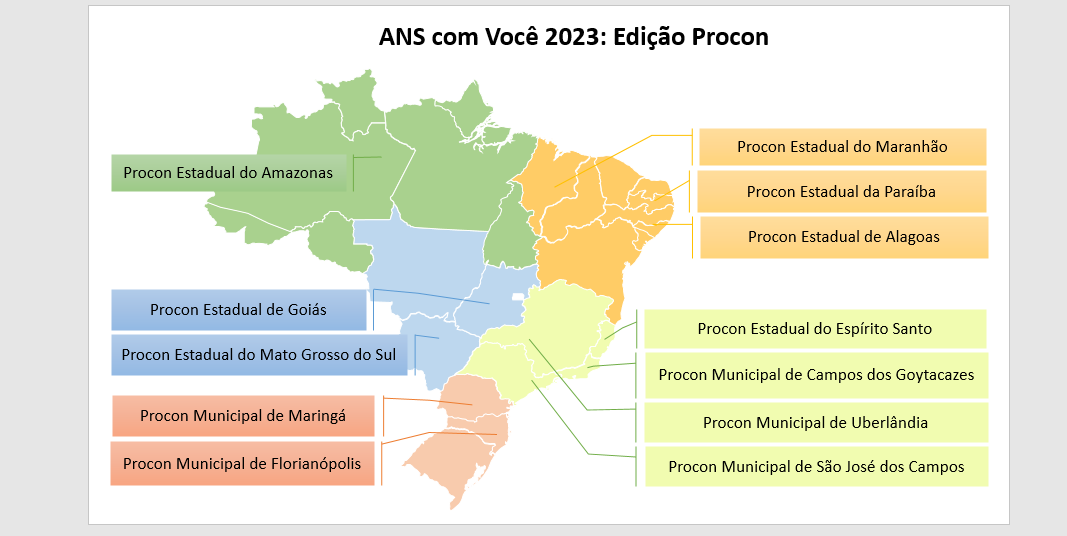 ANS com Você 2023: Edição Procon
Procon Estadual do Amazonas
Procon Estadual do Maranhão
Procon Estadual da Paraíba
Procon Estadual de Alagoas
Procon Estadual de Goiás
Procon Estadual do Mato Grosso do Sul
Procon Municipal de Maringá
Procon Municipal de Florianópolis
Procon Estadual do Espírito Santo
Procon Municipal de Campos dos Goytacazes
Procon Municipal de Uberlândia
Procon Municipal de São José dos Campos